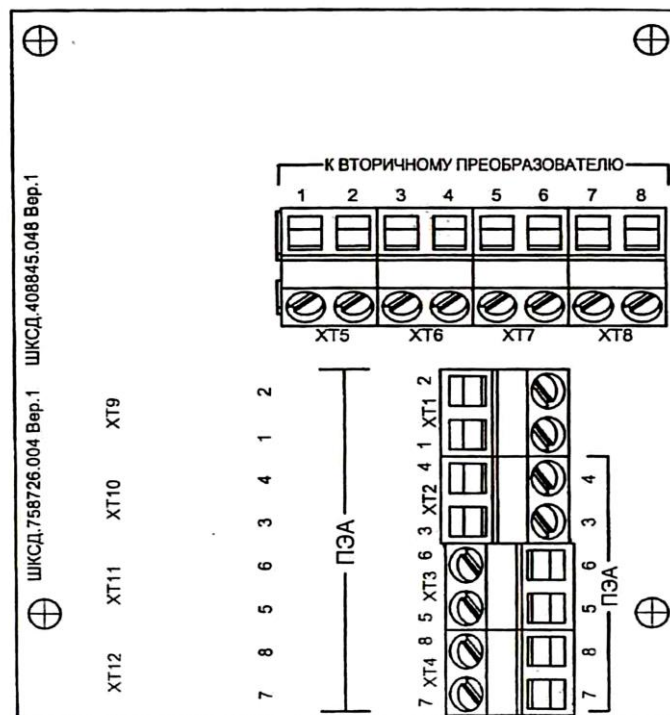 К ВТОРИЧНОМУ ПРЕОБРАЗОВАТЕЛЮ
1 2 3 4 5 6 7 8
XT5 XT6 XT7 XT8
ШКСД.408845.048 Вер.1
ШКСД.758726.004 Вер.1
XT9
XT10
XT11
XT12
2
1
4
3
6
5
8
7
ПЭА
2
XT1
1
4
XT2
3
6
XT3
5
8
XT4
7
4
3
6
5
8
7
ПЭА